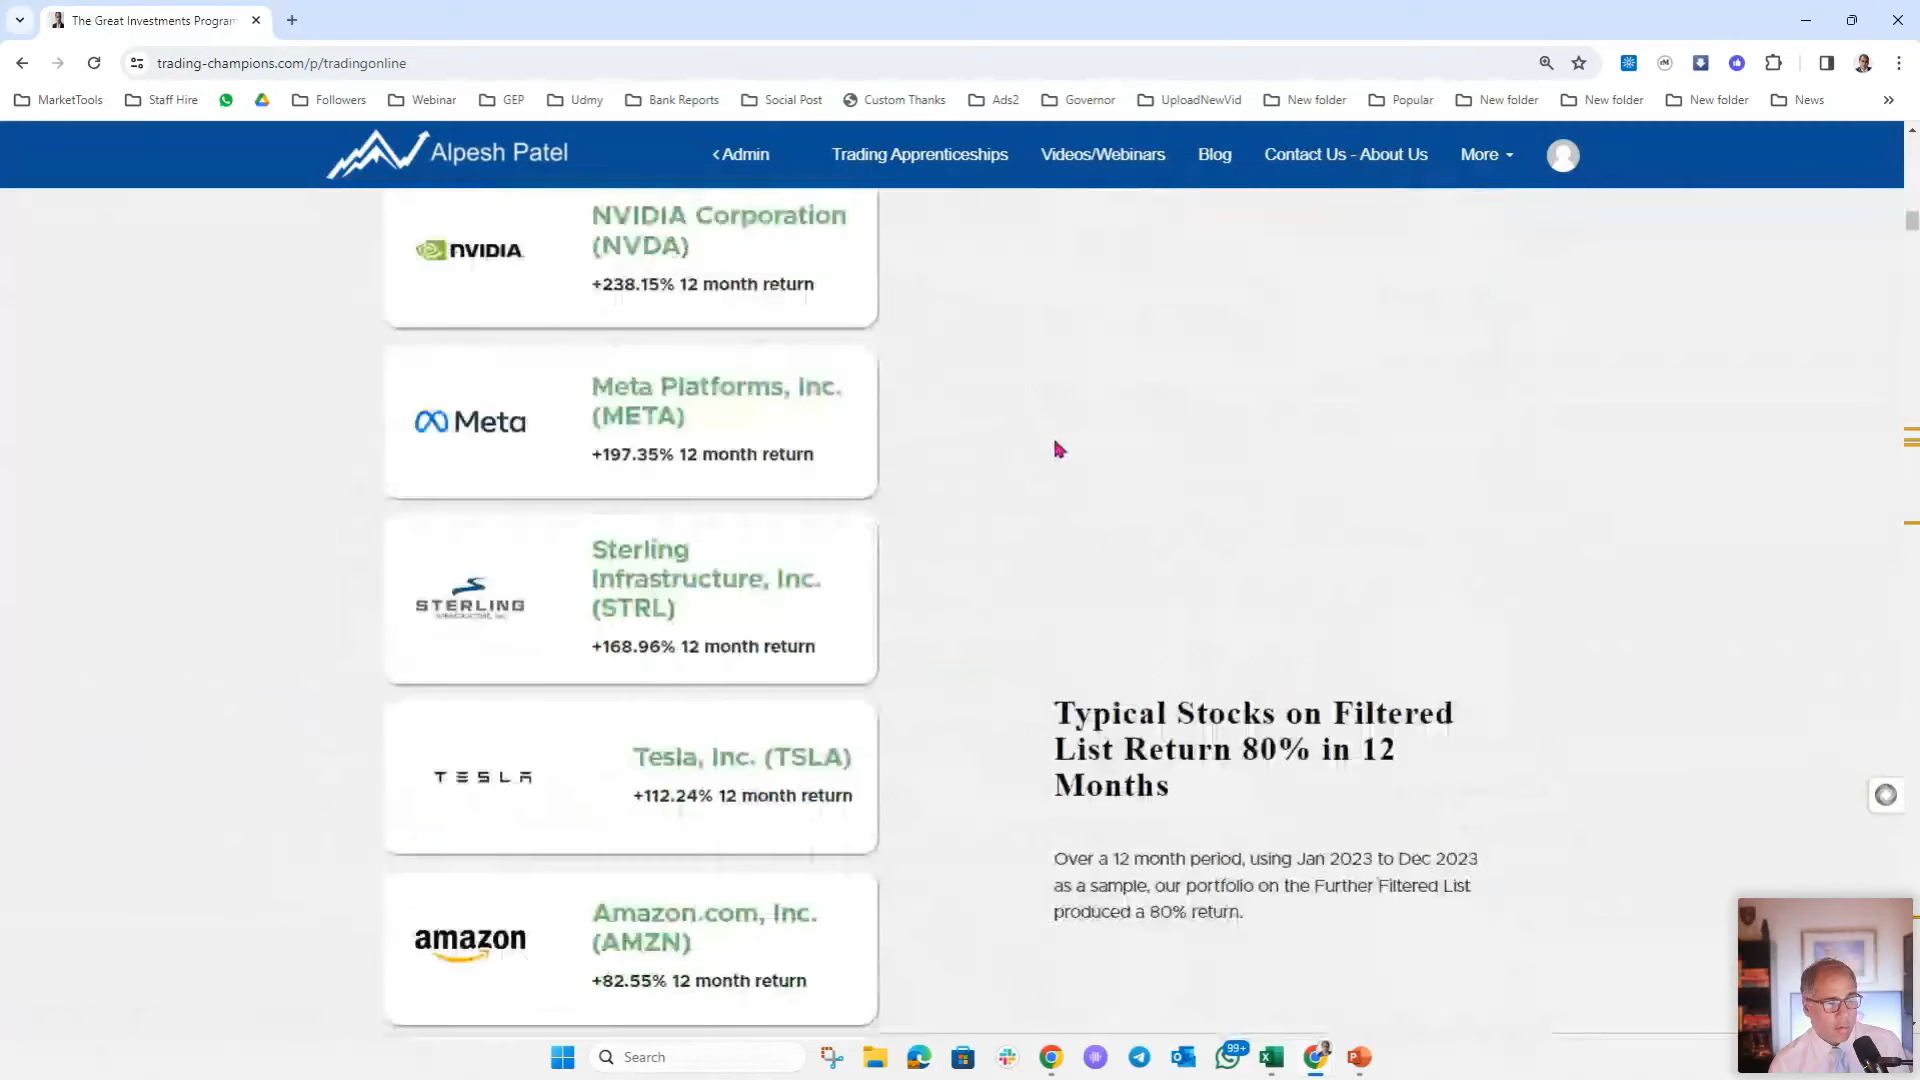 The Great Investments Program
trading-champions.com/p/tradingonline
MarketTools
Staff Hire
Followers
Webinar
GEP
Udmy
Bank Reports
Social Post
Custom Thanks
Ads2
Governor
UploadNewVid
New folder
Popular
New folder
New folder
New folder
News
Alpesh Patel
Admin
Trading Apprenticeships
Videos/Webinars
Blog
Contact Us - About Us
More
NVIDIA
NVIDIA Corporation
(NVDA)
+238.15% 12 month return
Meta
Meta Platforms, Inc.
(META)
+197.35% 12 month return
STERLING
Sterling
Infrastructure, Inc.
(STRL)
+168.96% 12 month return
TESLA
Tesla, Inc. (TSLA)
+112.24% 12 month return
amazon
Amazon.com, Inc.
(AMZN)
+82.55% 12 month return
Typical Stocks on Filtered
List Return 80% in 12
Months
Over a 12 month period, using Jan 2023 to Dec 2023
as a sample, our portfolio on the Further Filtered List
produced a 80% return.
Search
99+